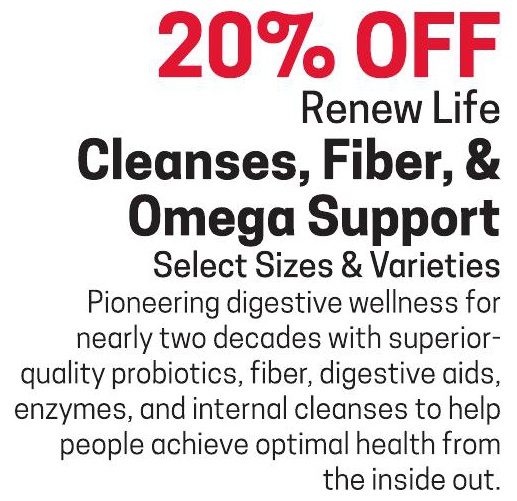 20% OFF
Renew Life
Cleanses, Fiber, &
Omega Support
Select Sizes & Varieties
Pioneering digestive wellness for
nearly two decades with superior-
quality probiotics, fiber, digestive aids,
enzymes, and internal cleanses to help
people achieve optimal health from
the inside out.